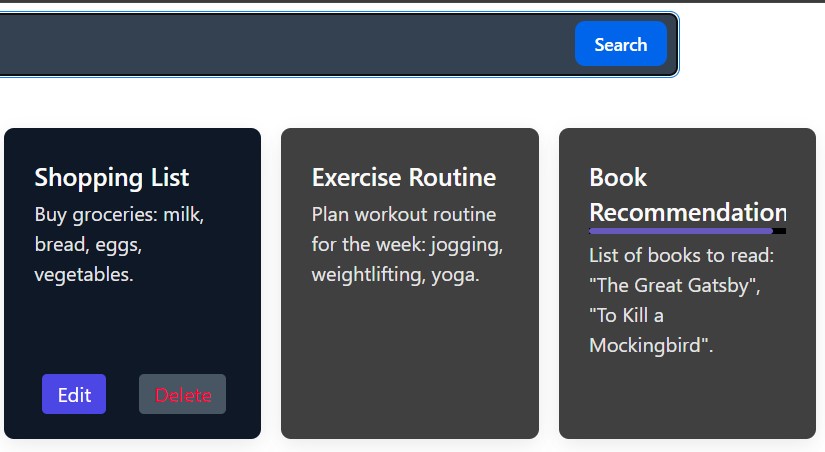 Search
Shopping List
Buy groceries: milk,
bread, eggs,
vegetables.
Edit
Delete
Exercise Routine
Plan workout routine
for the week: jogging,
weightlifting, yoga.
Book
Recommendation
List of books to read:
"The Great Gatsby",
"To Kill a
Mockingbird".